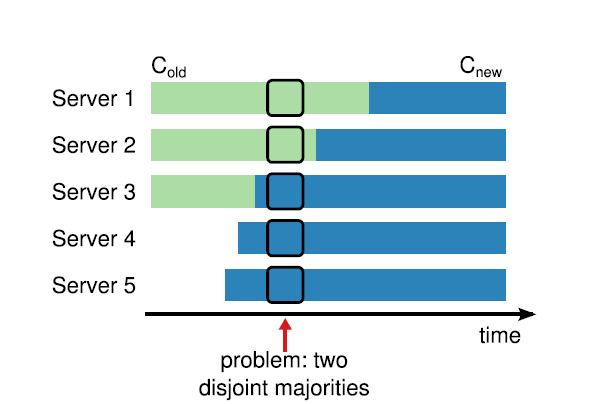 Cold
Cnew
Server 1
Server 2
Server 3
Server 4
Server 5
time
problem: two
disjoint majorities